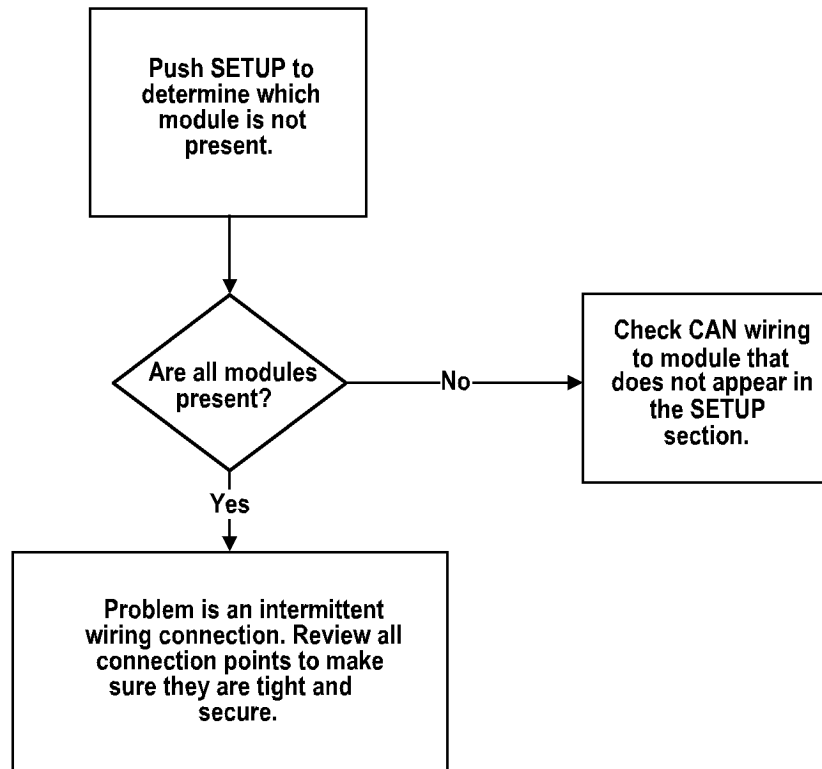 Push SETUP to
determine which
module is not
present.
Are all modules
present?
No
Check CAN wiring
to module that
does not appear in
the SETUP
section.
Yes
Problem is an intermittent
wiring connection. Review all
connection points to make
sure they are tight and
secure.